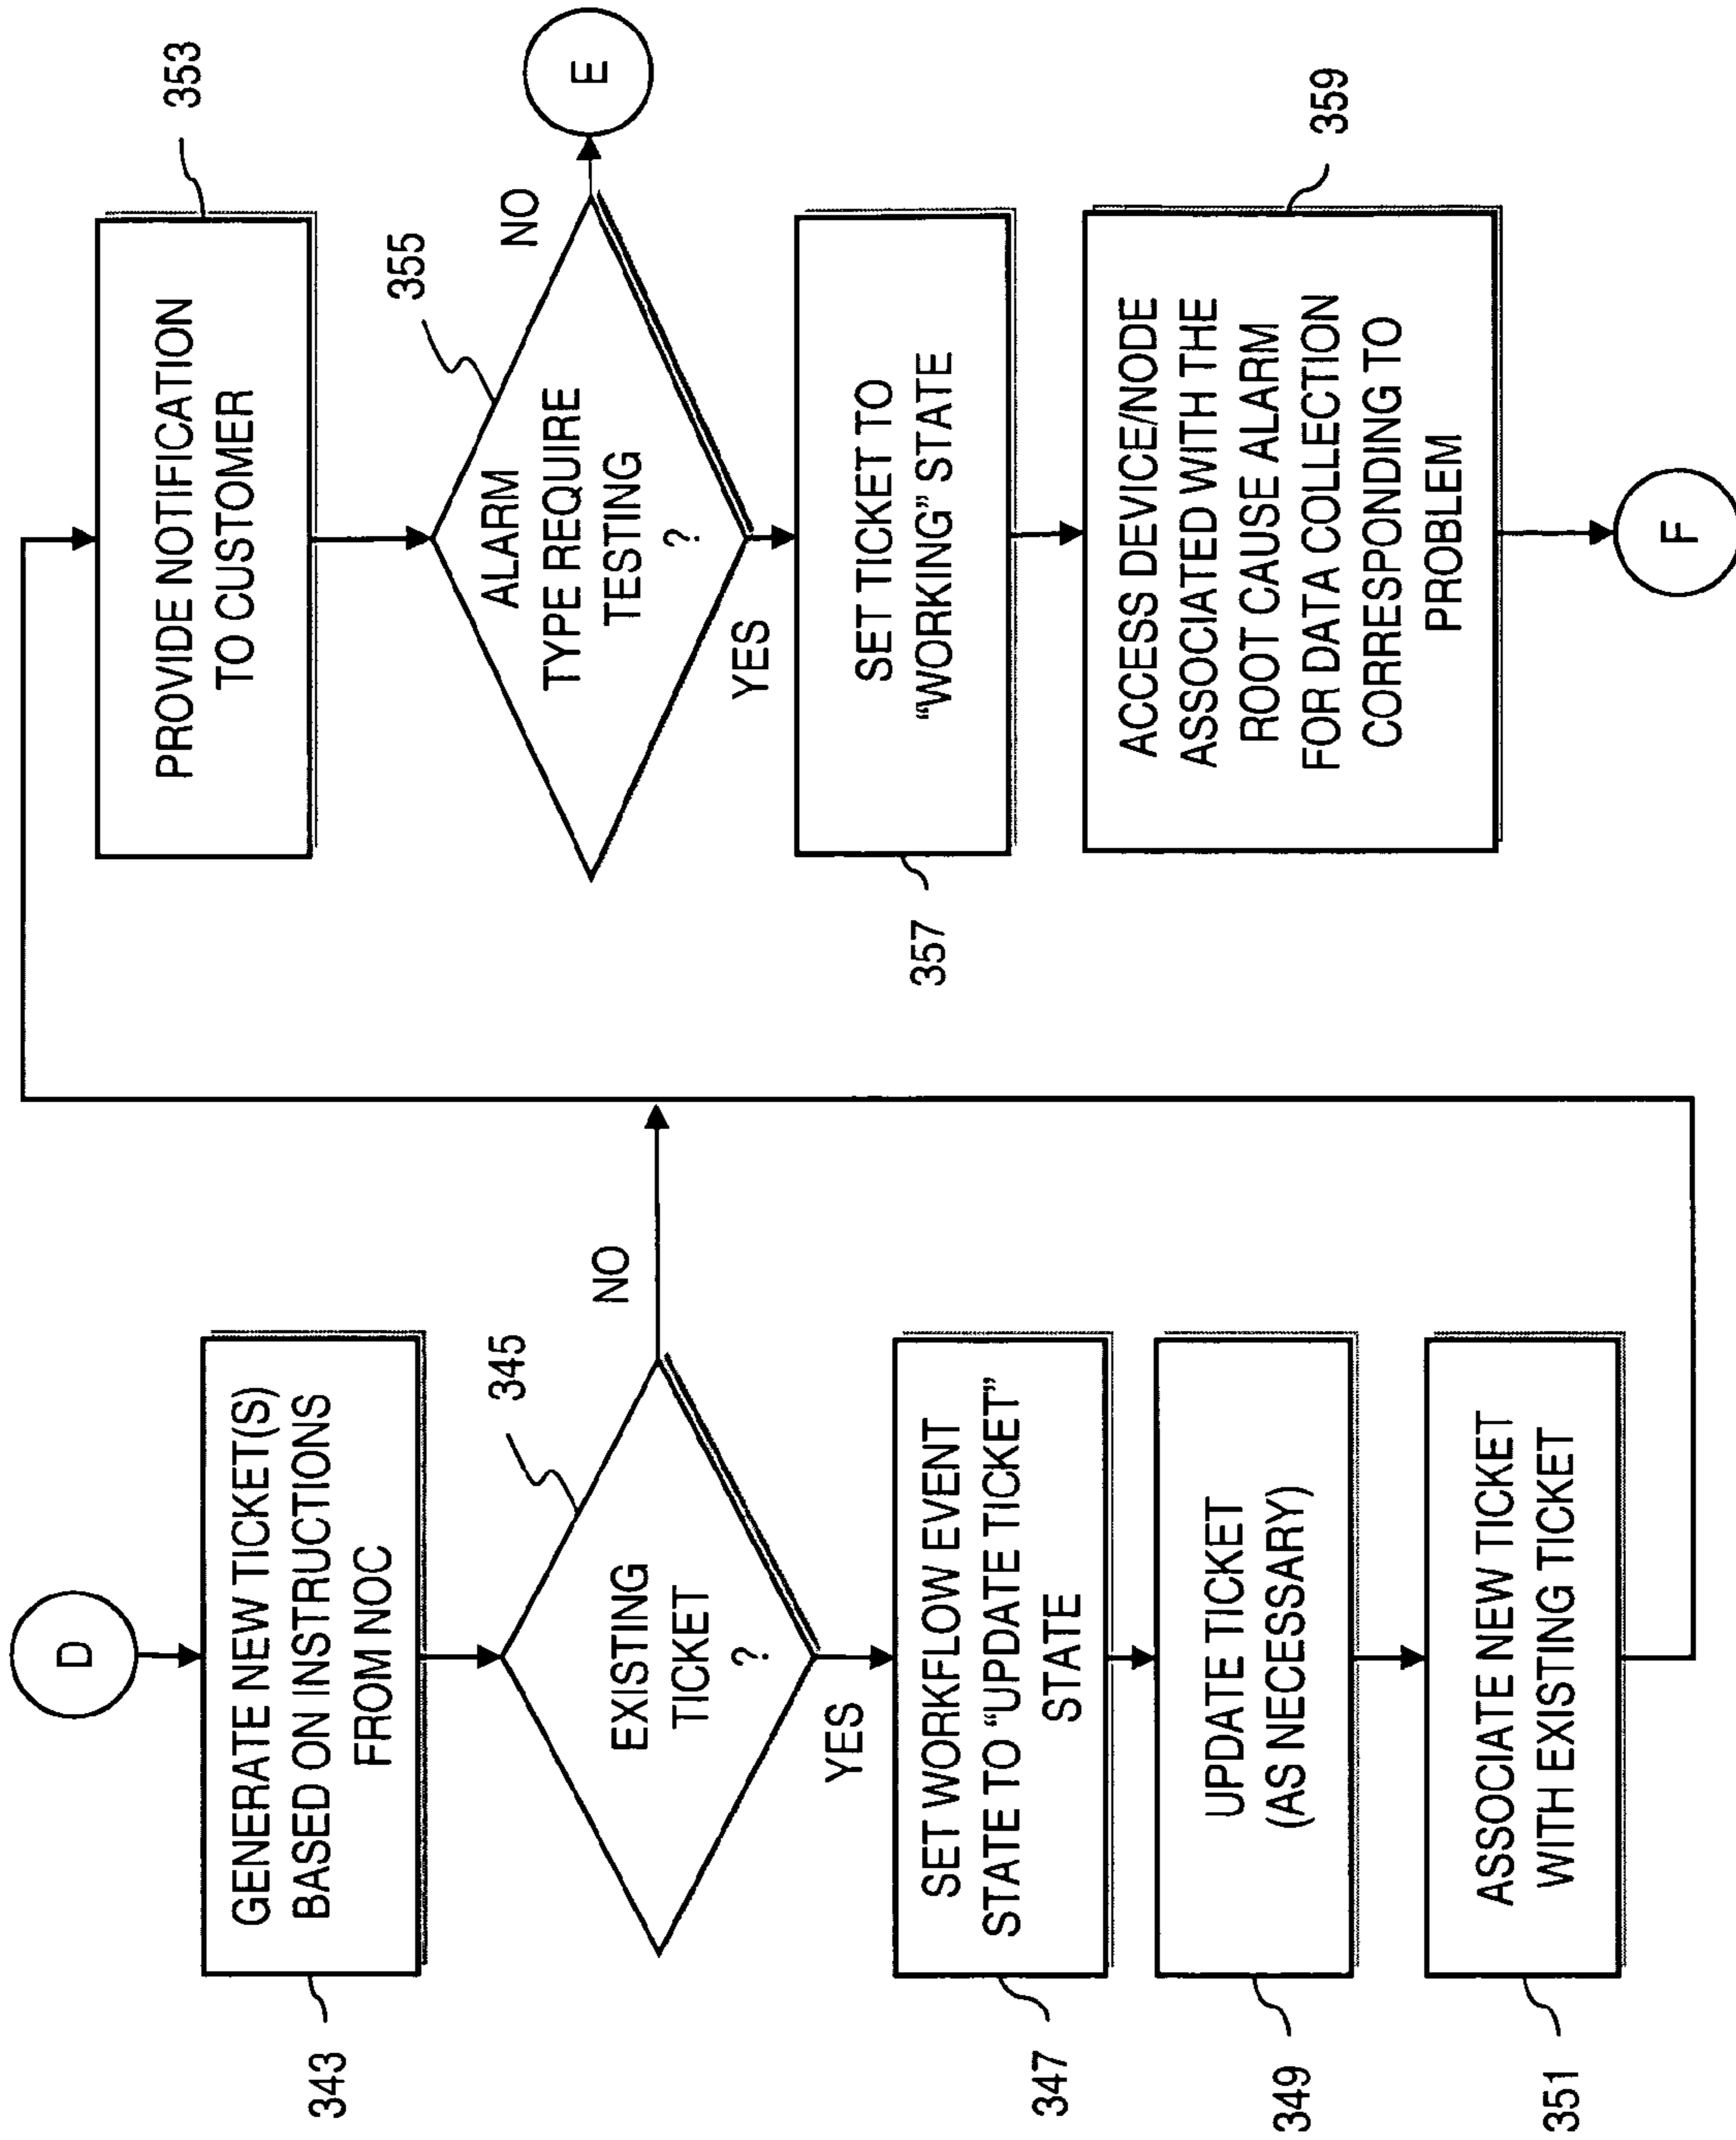 D
GENERATE NEW TICKET(S)
BASED ON INSTRUCTIONS
FROM NOC
343
345
EXISTING
TICKET
?
NO
YES
SET WORKFLOW EVENT
STATE TO “UPDATE TICKET”
STATE
347
UPDATE TICKET
(AS NECESSARY)
349
ASSOCIATE NEW TICKET
WITH EXISTING TICKET
351
PROVIDE NOTIFICATION
TO CUSTOMER
353
355
ALARM
TYPE REQUIRE
TESTING
?
NO
E
YES
SET TICKET TO
“WORKING” STATE
357
ACCESS DEVICE/NODE
ASSOCIATED WITH THE
ROOT CAUSE ALARM
FOR DATA COLLECTION
CORRESPONDING TO
PROBLEM
359
F